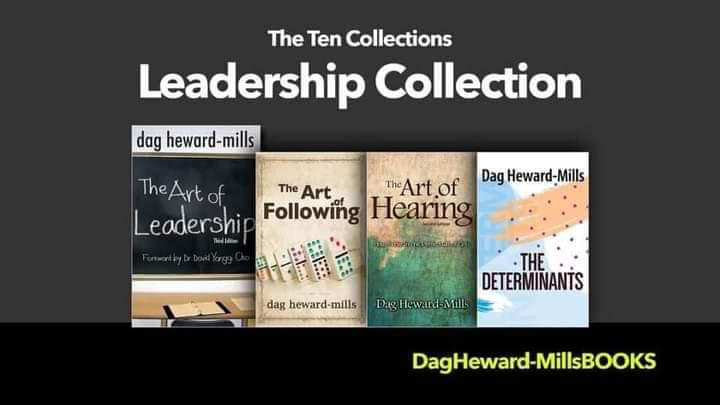 The Ten Collections
Leadership Collection
dag heward-mills
The Art of
Leadership
Third Edition
Foreword by Dr. David Yonggi Cho
The Art
of
Following
dag heward-mills
The Art of
Hearing
Dag Heward-Mills
Dag Heward-Mills
THE
DETERMINANTS
DagHeward-MillsBOOKS